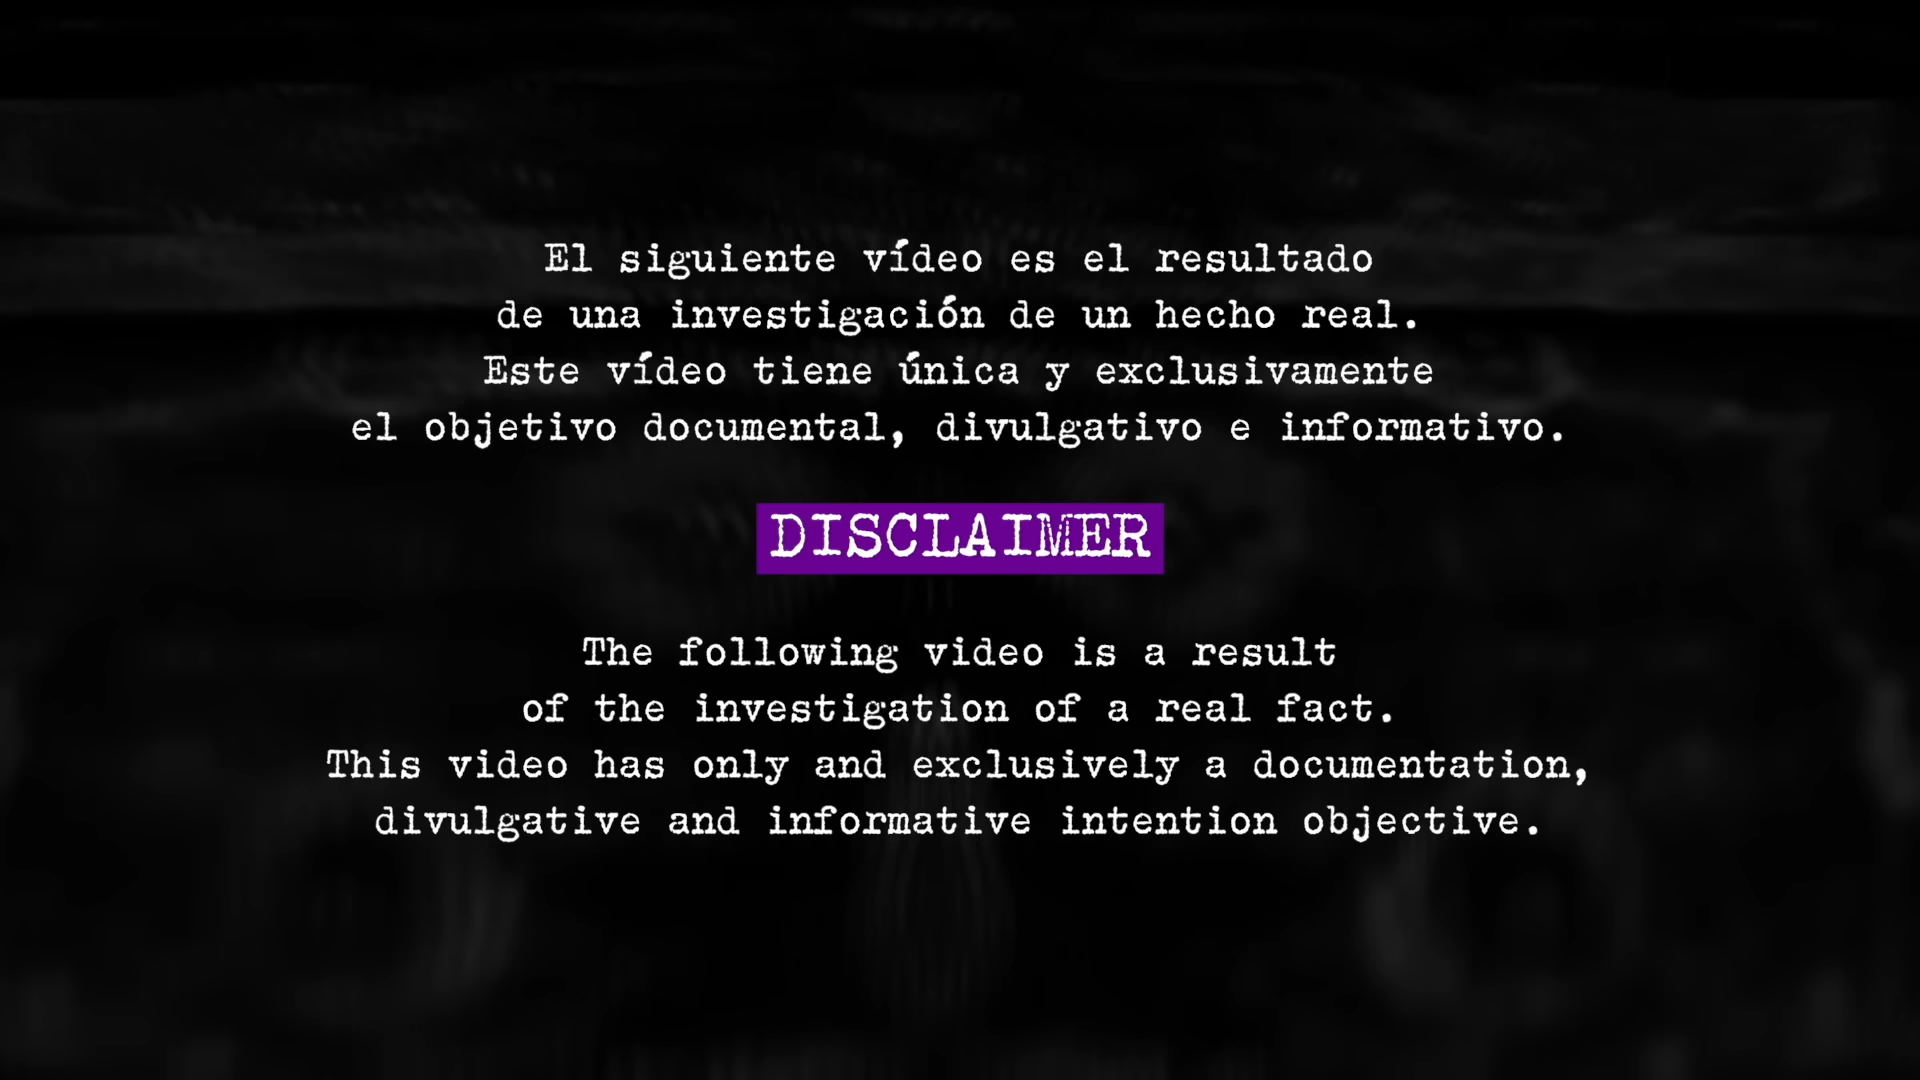 El siguiente vídeo es el resultado
de una investigación de un hecho real.
Este vídeo tiene única y exclusivamente
el objetivo documental, divulgativo e informativo.
DISCLAIMER
The following video is a result
of the investigation of a real fact.
This video has only and exclusively a documentation,
divulgative and informative intention objective.